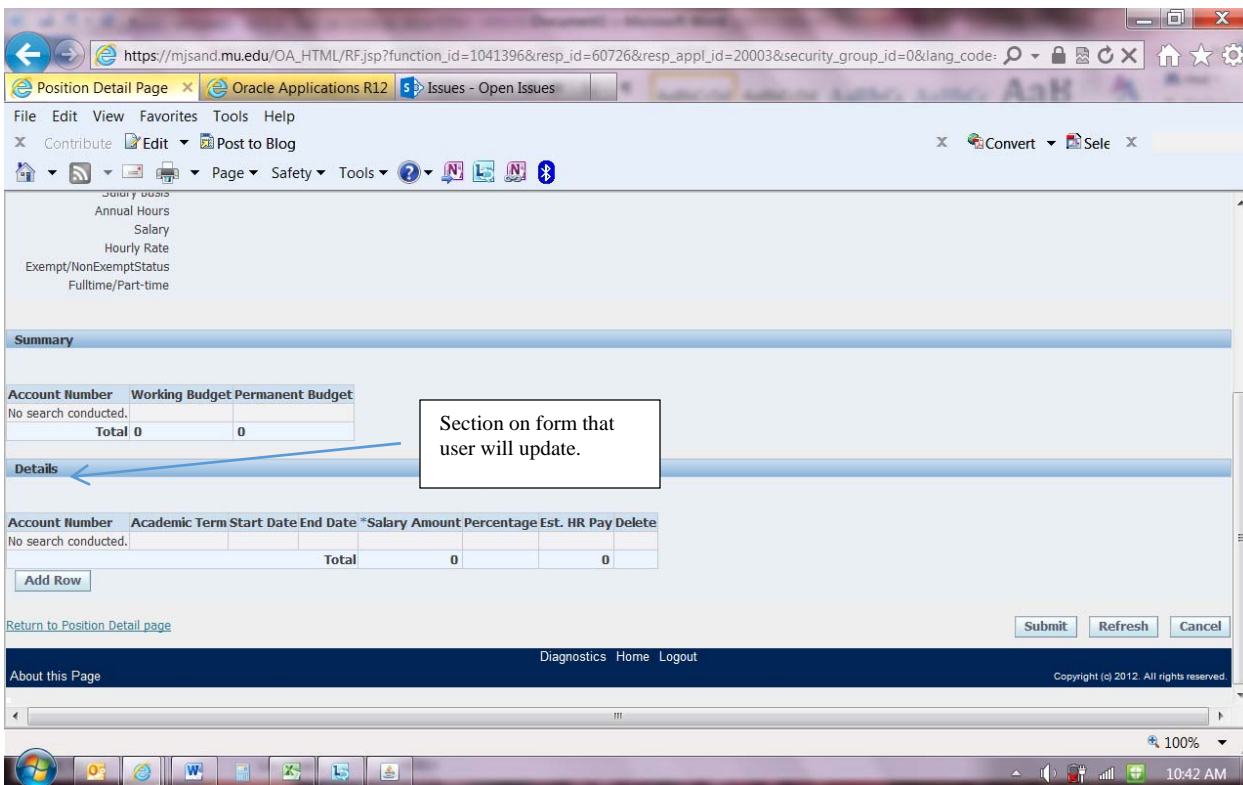 https://mjsand.mu.edu/OA_HTML/RF.jsp?function_id=1041396&resp_id=60726&resp_appl_id=20003&security_group_id=0&lang_code:
Position Detail Page Oracle Applications R12 Issues - Open Issues
File Edit View Favorites Tools Help
x Contribute Edit Post to Blog x Convert Sele x
Page Safety Tools
Annual Hours
Salary
Hourly Rate
Exempt/NonExemptStatus
Fulltime/Part-time
Summary
Account Number Working Budget Permanent Budget
No search conducted.
Total 0 0
Section on form that
user will update.
Details
Account Number Academic Term Start Date End Date *Salary Amount Percentage Est. HR Pay Delete
No search conducted.
Total 0 0
Add Row
Return to Position Detail page Submit Refresh Cancel
Diagnostics Home Logout
About this Page Copyright (c) 2012. All rights reserved.
100%
10:42 AM